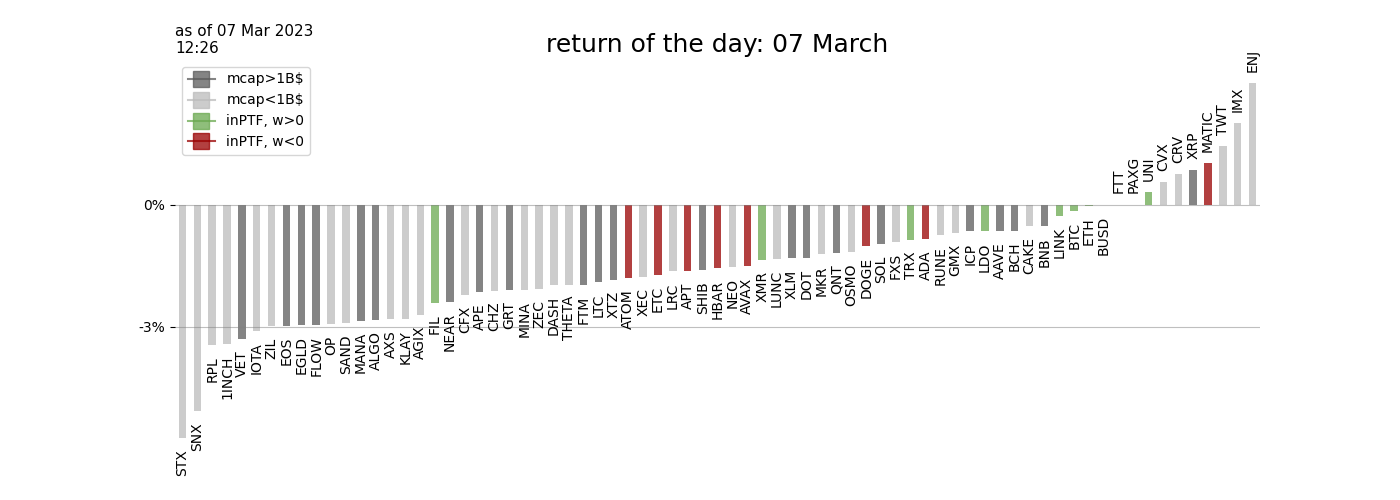 as of 07 Mar 2023
12:26
return of the day: 07 March
mcap>1B$
mcap<1B$
inPTF, w>0
inPTF, w<0
0%
-3%
STX
SNX
RPL
1INCH
VET
IOTA
ZIL
EOS
EGLD
FLOW
OP
SAND
MANA
ALGO
AXS
KLAY
AGIX
FIL
NEAR
CFX
APE
CHZ
GRT
MINA
ZEC
DASH
THETA
FTM
LTC
XTZ
ATOM
XEC
ETC
LRC
APT
SHIB
HBAR
NEO
AVAX
XMR
LUNC
XLM
DOT
MKR
QNT
OSMO
DOGE
SOL
FXS
TRX
ADA
RUNE
GMX
ICP
LDO
AAVE
BCH
CAKE
BNB
LINK
BTC
ETH
BUSD
FTT
PAXG
UNI
CVX
CRV
XRP
MATIC
TWT
IMX
ENJ